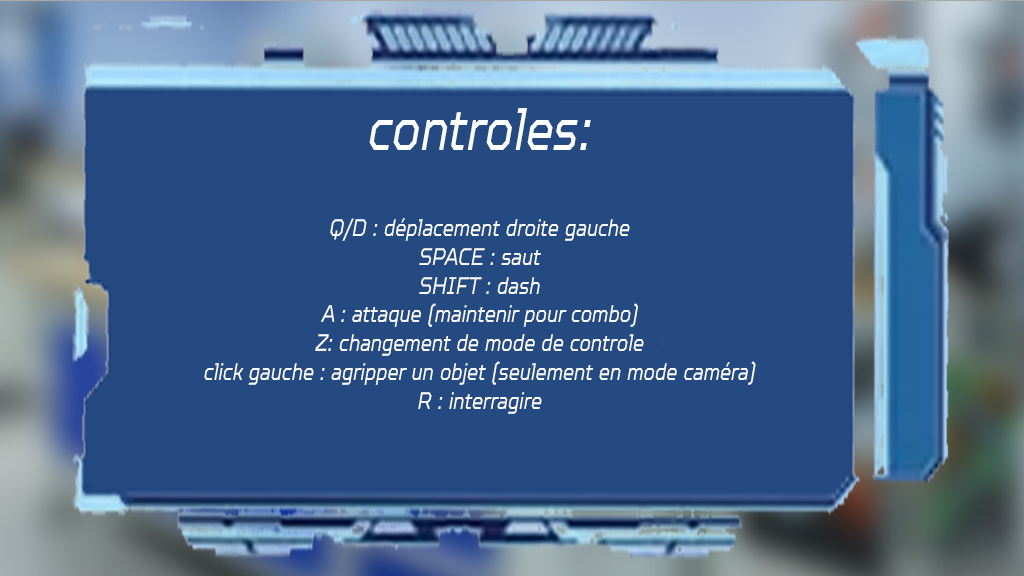 controles:
Q/D : déplacement droite gauche
SPACE : saut
SHIFT : dash
A : attaque (maintenir pour combo)
Z: changement de mode de controle
click gauche : agripper un objet (seulement en mode caméra)
R : interragire